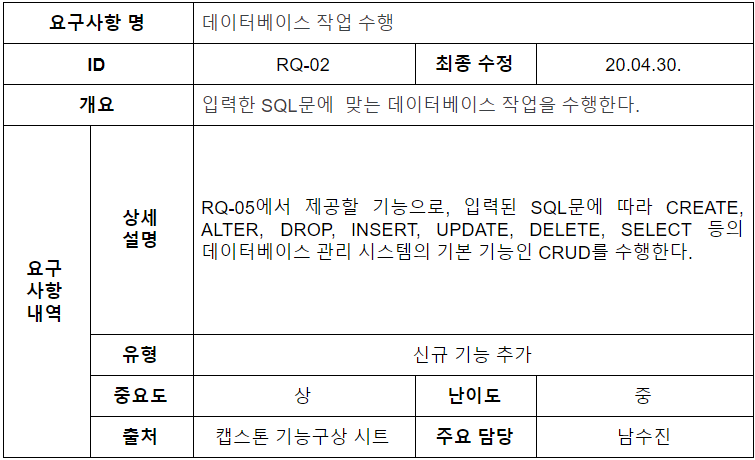 요구사항 명 데이터베이스 작업 수행
ID RQ-02 최종 수정 20.04.30.
개요 입력한 SQL문에 맞는 데이터베이스 작업을 수행한다.
요구
사항
내역
상세
설명
RQ-05에서 제공할 기능으로, 입력된 SQL문에 따라 CREATE,
ALTER, DROP, INSERT, UPDATE, DELETE, SELECT 등의
데이터베이스 관리 시스템의 기본 기능인 CRUD를 수행한다.
유형 신규 기능 추가
중요도 상 난이도 중
출처 캡스톤 기능구상 시트 주요 담당 남수진